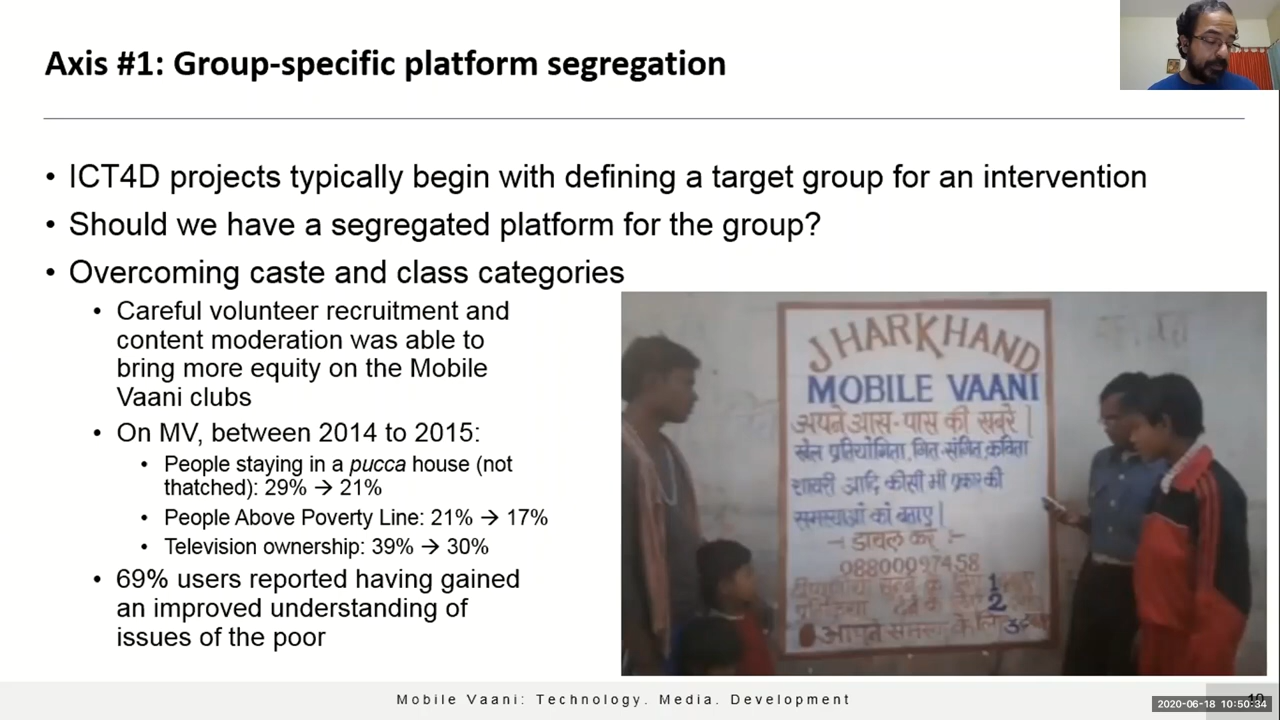 Axis #1: Group-specific platform segregation
• ICT4D projects typically begin with defining a target group for an intervention
• Should we have a segregated platform for the group?
• Overcoming caste and class categories
• Careful volunteer recruitment and
content moderation was able to
bring more equity on the Mobile
Vaani clubs
• On MV, between 2014 to 2015:
• People staying in a pucca house (not
thatched): 29% → 21%
• People Above Poverty Line: 21% → 17%
• Television ownership: 39% → 30%
• 69% users reported having gained
an improved understanding of
issues of the poor
JHARKHAND
MOBILE VAANI
अपने आस-पास की खबरें |
खेल प्रतियोगिता, गित-संगित, कविता
शायरी आदि कीसी भी प्रकार की
समस्याओं को बताए |
डायल करें :-
08800097458
के लिए 1
2
आपने के लिए 3
Mobile Vaani: Technology. Media. Development
10
2020-06-18 10:50:34